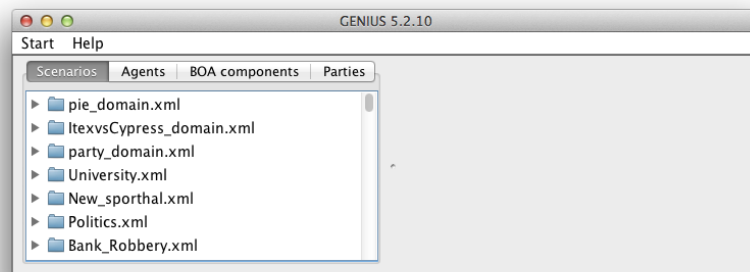 GENIUS 5.2.10
Start Help
Scenarios Agents BOA components Parties
pie_domain.xml
ItexvsCypress_domain.xml
party_domain.xml
University.xml
New_sporthal.xml
Politics.xml
Bank_Robbery.xml